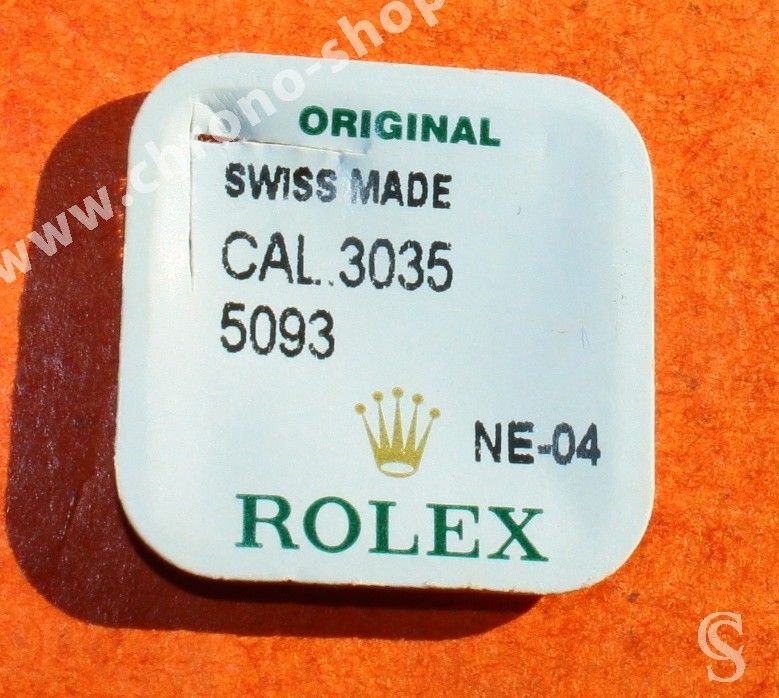 www.chrono-shop
ORIGINAL
SWISS MADE
CAL. 3035
5093
NE-04
ROLEX